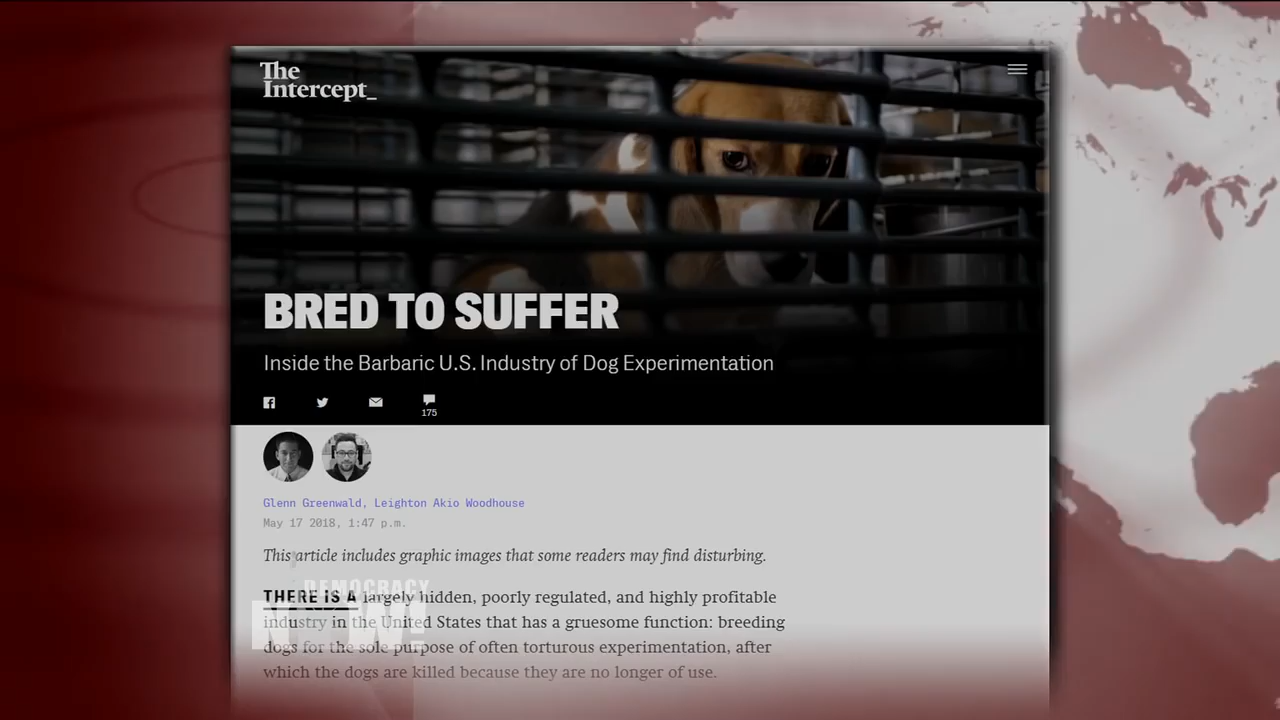 The
Intercept_
BRED TO SUFFER
Inside the Barbaric U.S. Industry of Dog Experimentation
175
Glenn Greenwald, Leighton Akio Woodhouse
May 17 2018, 1:47 p.m.
This article includes graphic images that some readers may find disturbing.
THERE IS A largely hidden, poorly regulated, and highly profitable
industry in the United States that has a gruesome function: breeding
dogs for the sole purpose of often torturous experimentation, after
which the dogs are killed because they are no longer of use.
DEMOCRACY
NOW!